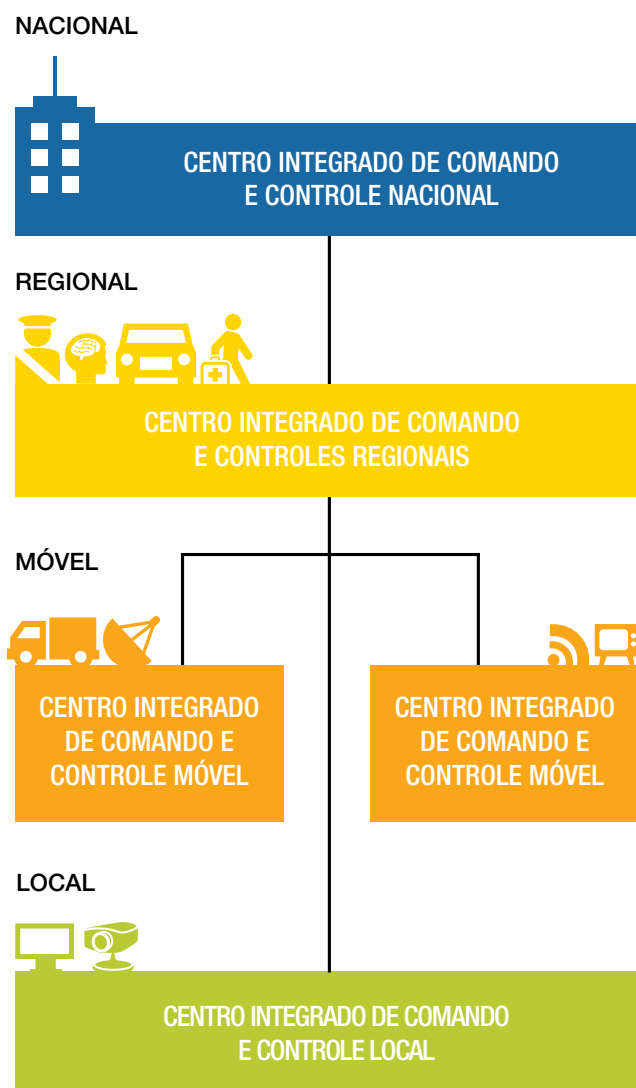 NACIONAL
CENTRO INTEGRADO DE COMANDO
E CONTROLE NACIONAL
REGIONAL
CENTRO INTEGRADO DE COMANDO
E CONTROLES REGIONAIS
MÓVEL
CENTRO INTEGRADO
DE COMANDO E
CONTROLE MÓVEL
CENTRO INTEGRADO
DE COMANDO E
CONTROLE MÓVEL
LOCAL
CENTRO INTEGRADO DE COMANDO
E CONTROLE LOCAL